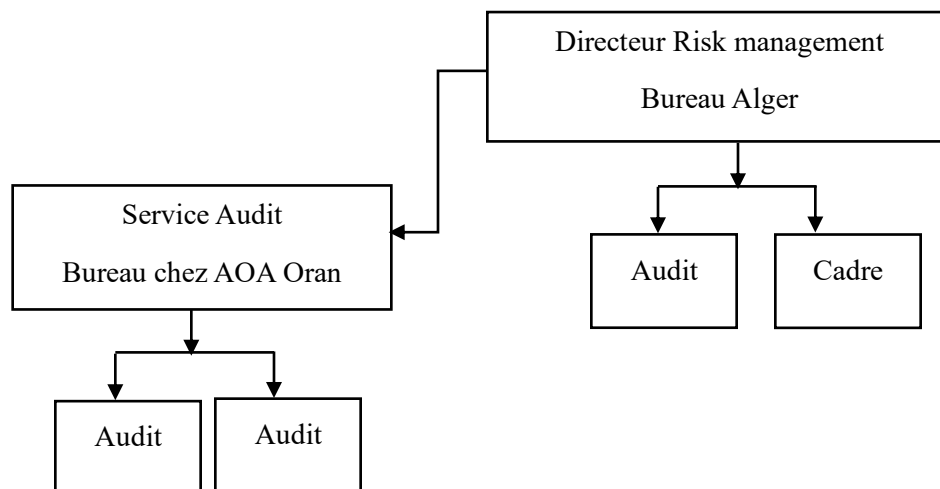 Directeur Risk management
Bureau Alger
Service Audit
Bureau chez AOA Oran
Audit
Cadre
Audit
Audit